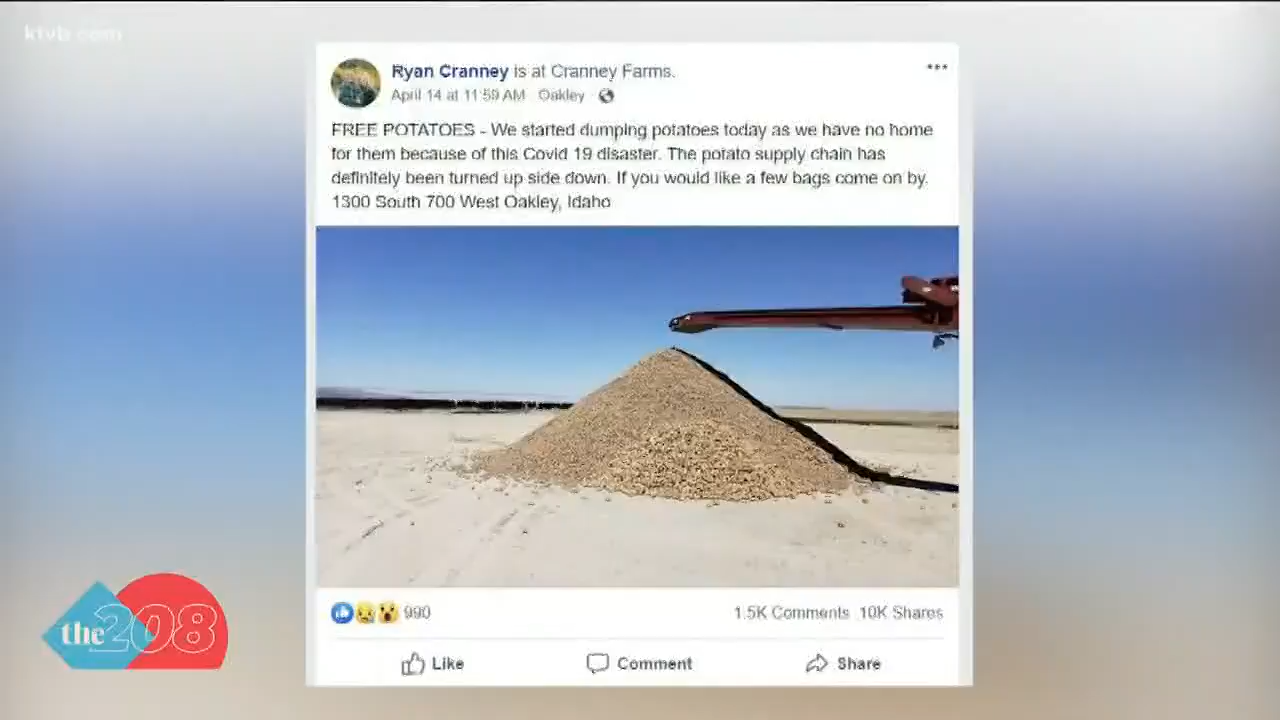 ktvb.com
Ryan Cranney is at Cranney Farms.
April 14 at 11:59 AM · Oakley ·
FREE POTATOES - We started dumping potatoes today as we have no home
for them because of this Covid 19 disaster. The potato supply chain has
definitely been turned up side down. If you would like a few bags come on by.
1300 South 700 West Oakley, Idaho
990
1.5K Comments 10K Shares
Like Comment Share
the 208